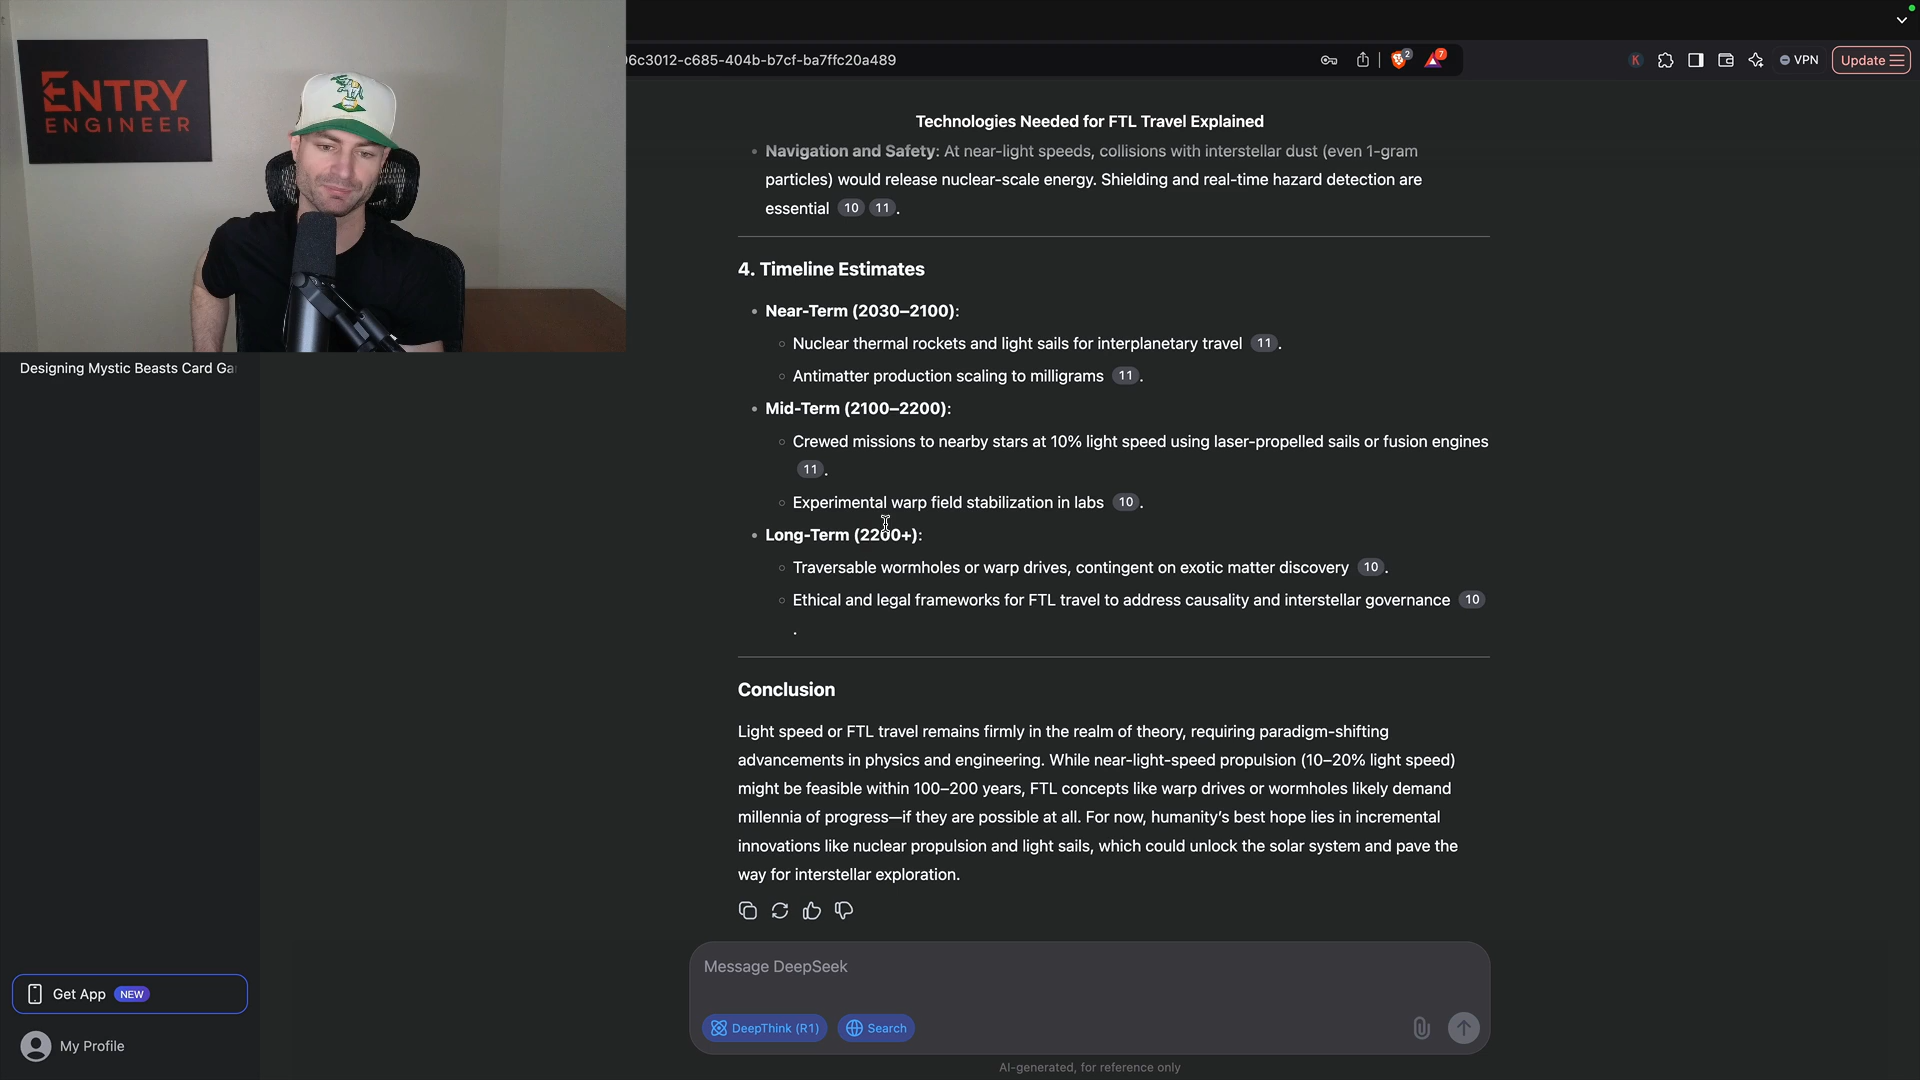 ENTRY
ENGINEER
06c3012-c685-404b-b7cf-ba7ffc20a489
2
7
K
VPN
Update
Technologies Needed for FTL Travel Explained
• Navigation and Safety: At near-light speeds, collisions with interstellar dust (even 1-gram
particles) would release nuclear-scale energy. Shielding and real-time hazard detection are
essential 10 11.
4. Timeline Estimates
• Near-Term (2030–2100):
○ Nuclear thermal rockets and light sails for interplanetary travel 11.
○ Antimatter production scaling to milligrams 11.
• Mid-Term (2100–2200):
○ Crewed missions to nearby stars at 10% light speed using laser-propelled sails or fusion engines
11.
○ Experimental warp field stabilization in labs 10.
• Long-Term (2200+):
○ Traversable wormholes or warp drives, contingent on exotic matter discovery 10.
○ Ethical and legal frameworks for FTL travel to address causality and interstellar governance 10
.
Conclusion
Light speed or FTL travel remains firmly in the realm of theory, requiring paradigm-shifting
advancements in physics and engineering. While near-light-speed propulsion (10–20% light speed)
might be feasible within 100–200 years, FTL concepts like warp drives or wormholes likely demand
millennia of progress—if they are possible at all. For now, humanity's best hope lies in incremental
innovations like nuclear propulsion and light sails, which could unlock the solar system and pave the
way for interstellar exploration.
Designing Mystic Beasts Card Ga
Get App NEW
My Profile
Message DeepSeek
DeepThink (R1)
Search
AI-generated, for reference only